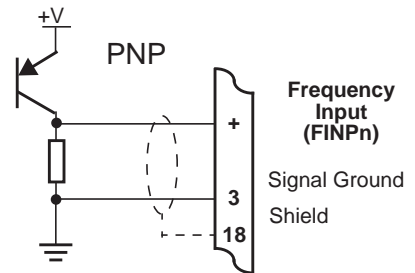 +V
PNP
Frequency
Input
(FINPn)
+
Signal Ground
3
Shield
18